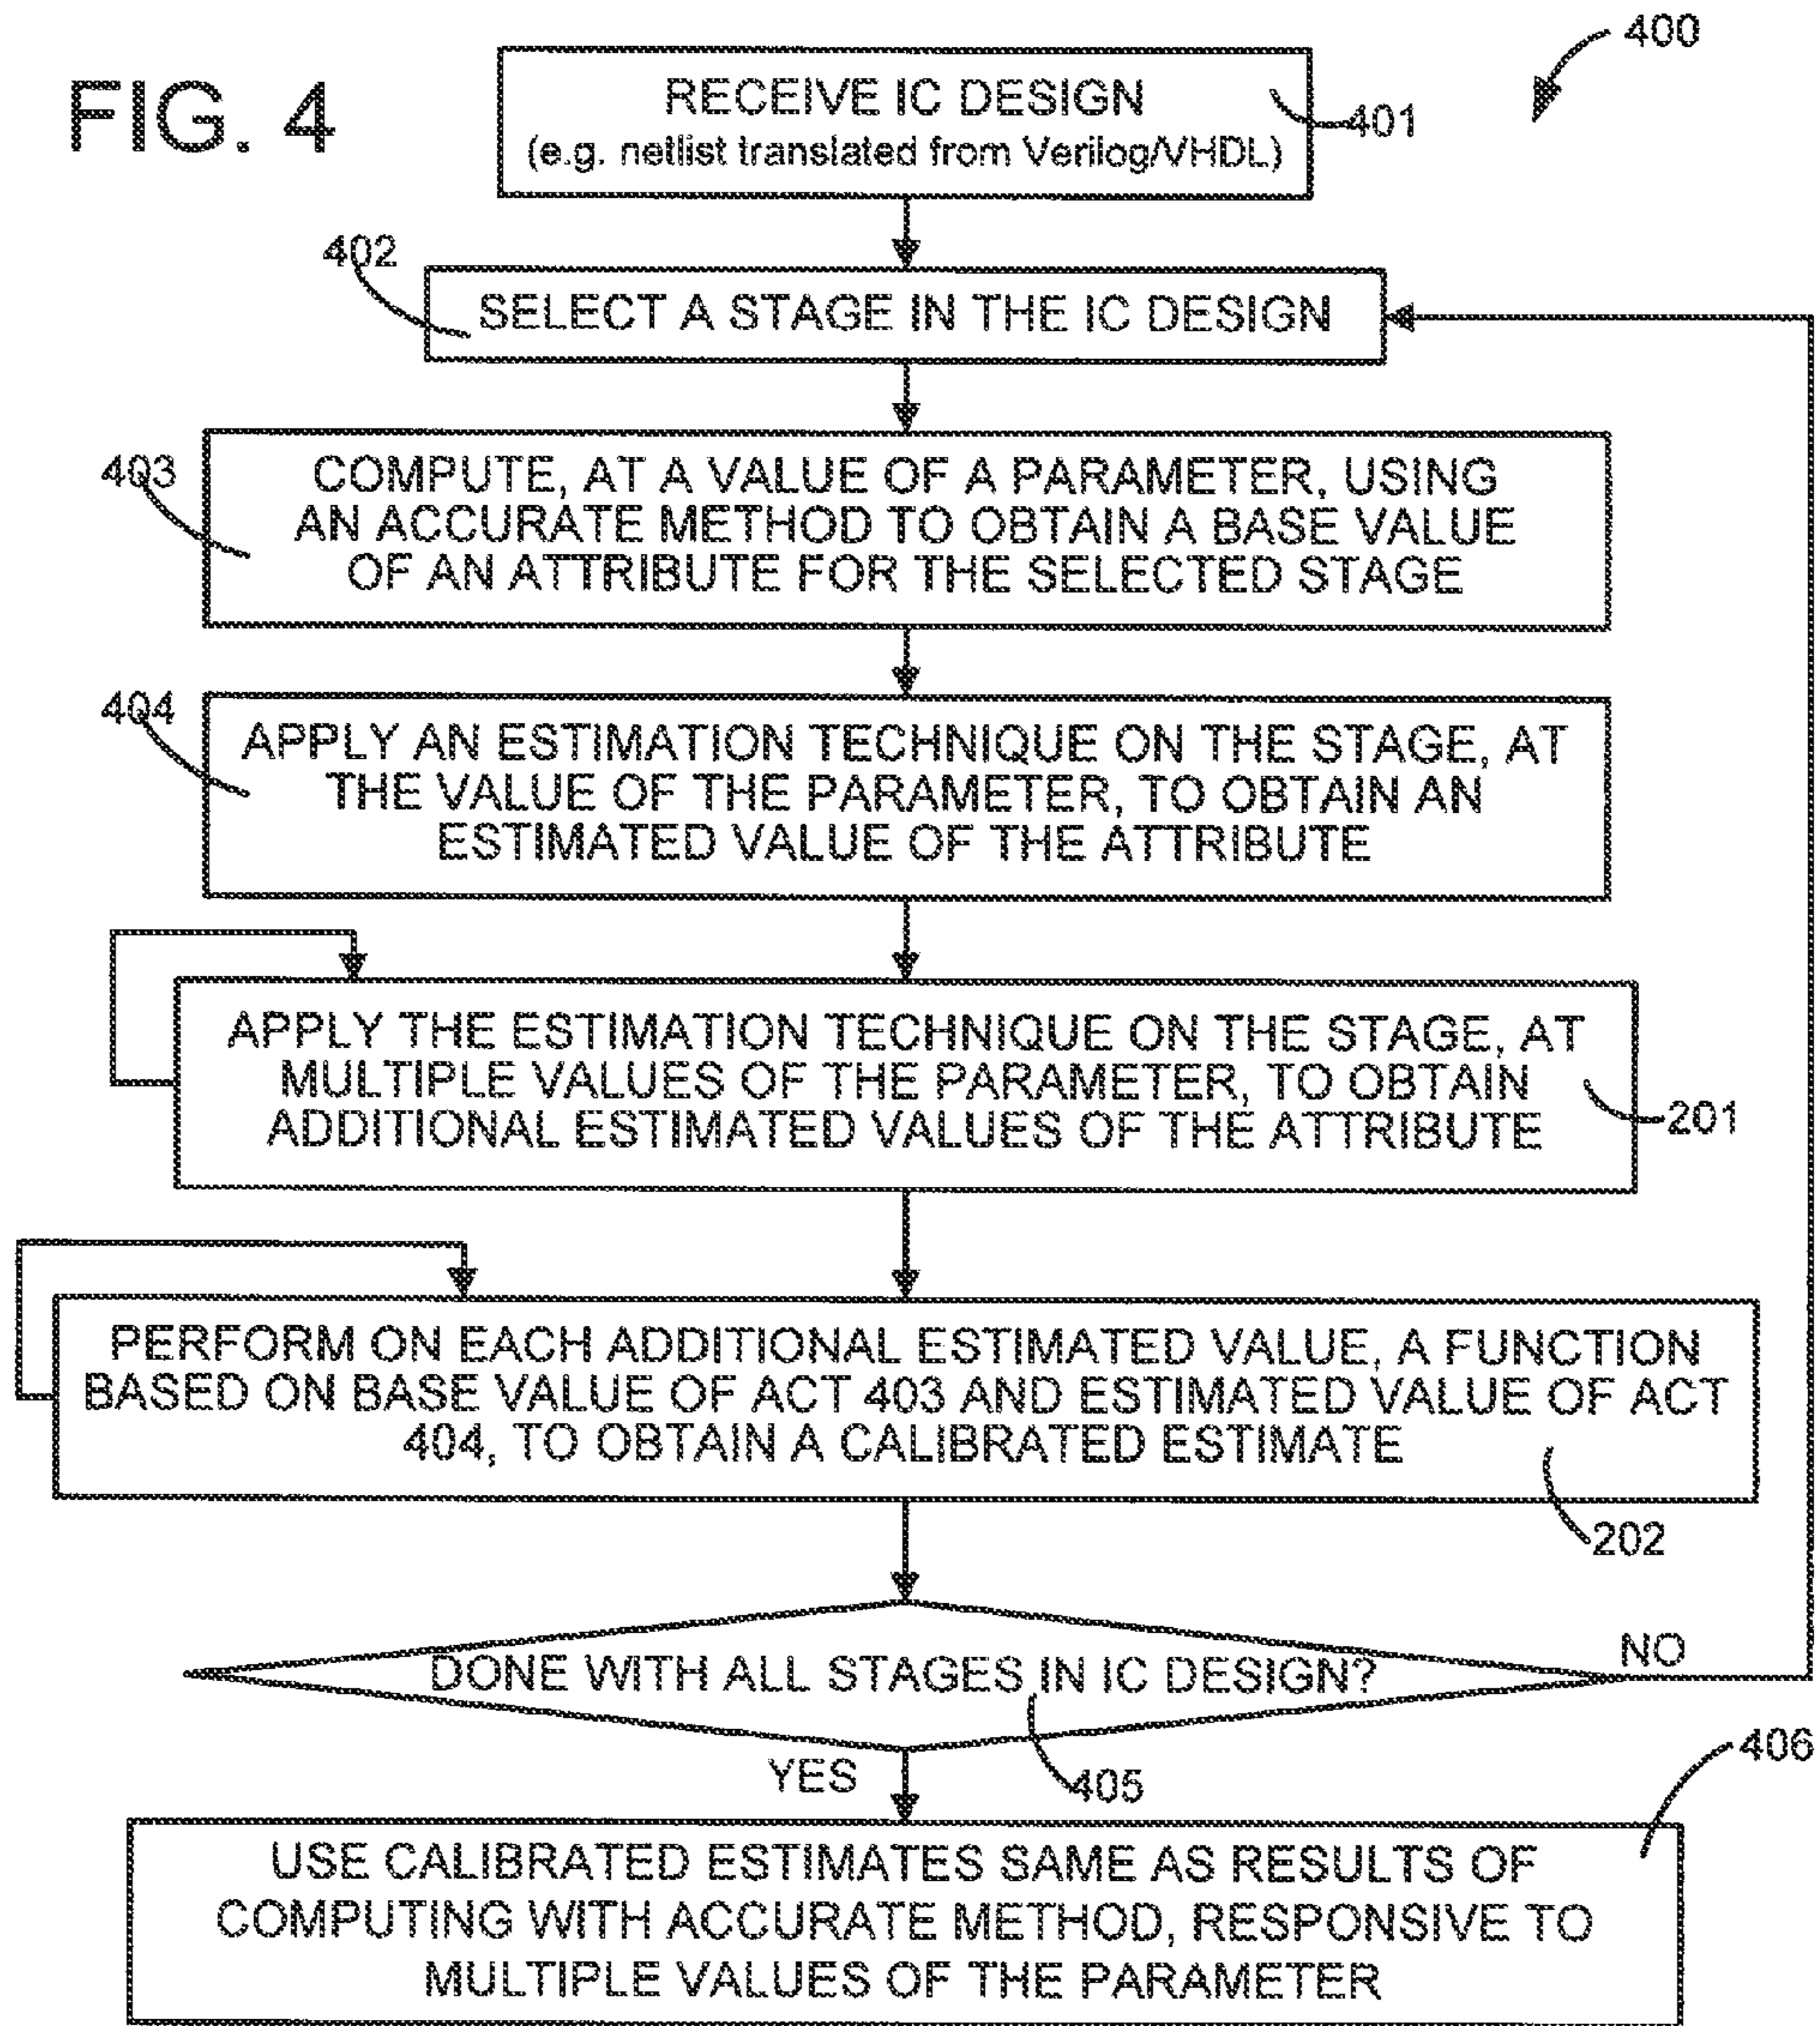 FIG. 4
400
RECEIVE IC DESIGN
(e.g. netlist translated from Verilog/VHDL)
401
402
SELECT A STAGE IN THE IC DESIGN
403
COMPUTE, AT A VALUE OF A PARAMETER, USING
AN ACCURATE METHOD TO OBTAIN A BASE VALUE
OF AN ATTRIBUTE FOR THE SELECTED STAGE
404
APPLY AN ESTIMATION TECHNIQUE ON THE STAGE, AT
THE VALUE OF THE PARAMETER, TO OBTAIN AN
ESTIMATED VALUE OF THE ATTRIBUTE
APPLY THE ESTIMATION TECHNIQUE ON THE STAGE, AT
MULTIPLE VALUES OF THE PARAMETER, TO OBTAIN
ADDITIONAL ESTIMATED VALUES OF THE ATTRIBUTE
201
PERFORM ON EACH ADDITIONAL ESTIMATED VALUE, A FUNCTION
BASED ON BASE VALUE OF ACT 403 AND ESTIMATED VALUE OF ACT
404, TO OBTAIN A CALIBRATED ESTIMATE
202
DONE WITH ALL STAGES IN IC DESIGN?
NO
YES
405
406
USE CALIBRATED ESTIMATES SAME AS RESULTS OF
COMPUTING WITH ACCURATE METHOD, RESPONSIVE TO
MULTIPLE VALUES OF THE PARAMETER